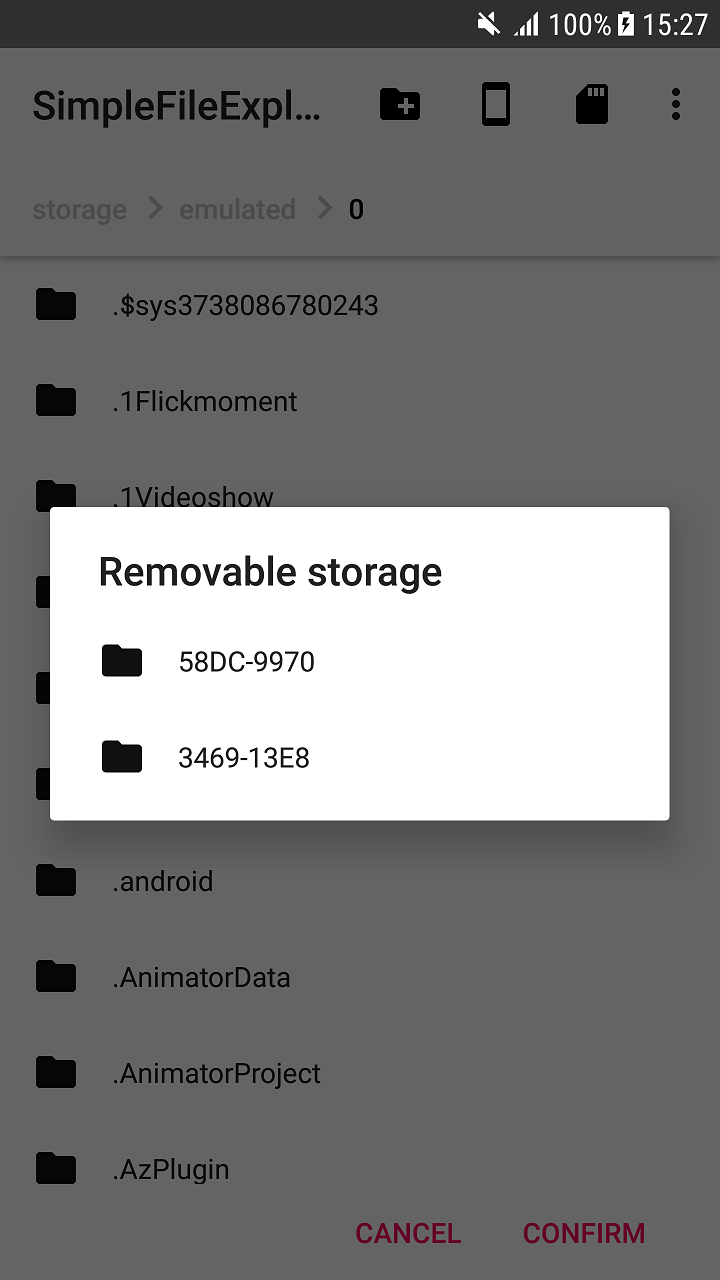 100% 15:27
SimpleFileExpl...
storage emulated 0
.$sys3738086780243
.1Flickmoment
.1Videoshow
Removable storage
58DC-9970
3469-13E8
.android
.AnimatorData
.AnimatorProject
.AzPlugin
CANCEL CONFIRM